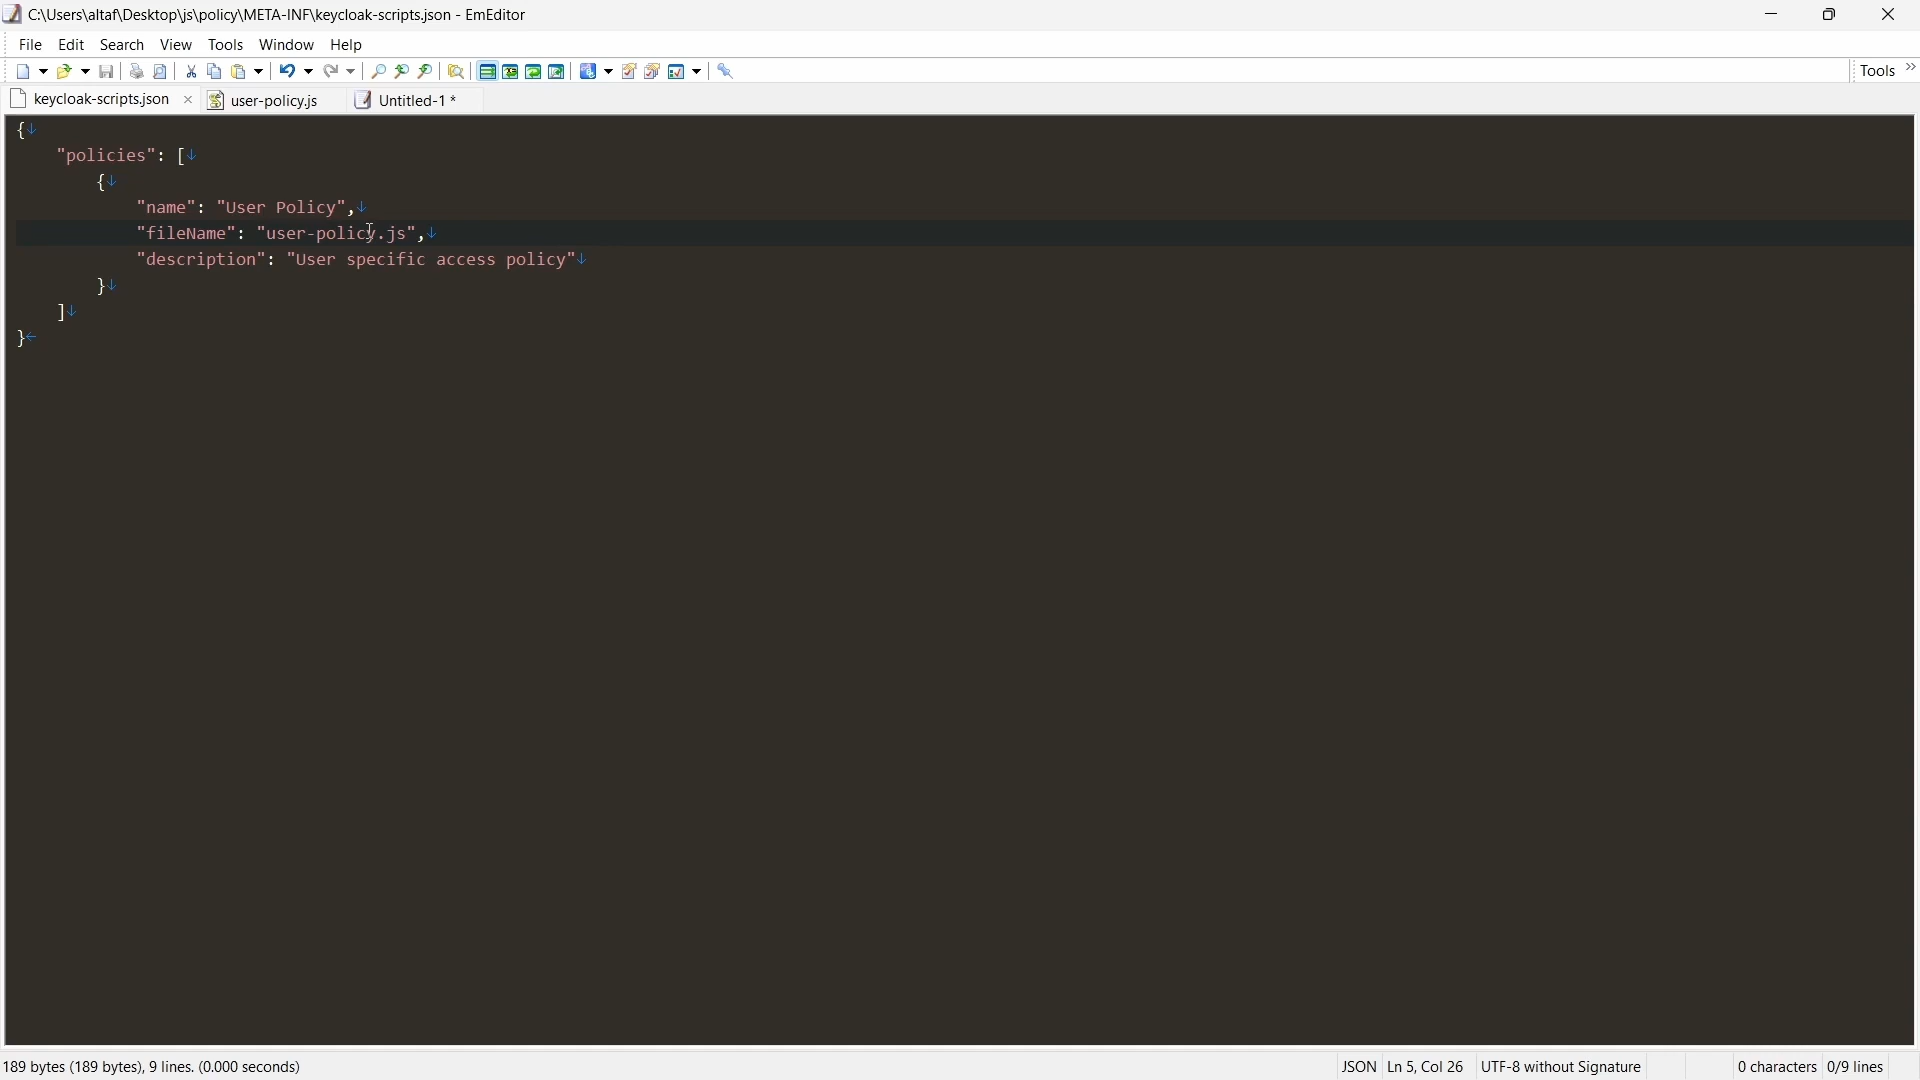 C:\Users\altaf\Desktop\js\policy\META-INF\keycloak-scripts.json - EmEditor
File Edit Search View Tools Window Help
Tools
keycloak-scripts.json user-policy.js Untitled-1 *
{
"policies": [
{
"name": "User Policy",
"fileName": "user-policy.js",
"description": "User specific access policy"
}
]
}
189 bytes (189 bytes), 9 lines. (0.000 seconds) JSON Ln 5, Col 26 UTF-8 without Signature 0 characters 0/9 lines